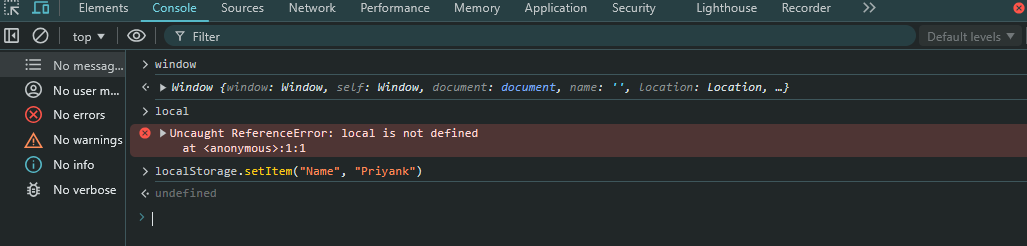 Elements Console Sources Network Performance Memory Application Security Lighthouse Recorder
top Filter Default levels
No messag...
No user m...
No errors
No warnings
No info
No verbose
> window
Window {window: Window, self: Window, document: document, name: '', location: Location, …}
> local
Uncaught ReferenceError: local is not defined
at <anonymous>:1:1
> localStorage.setItem("Name", "Priyank")
undefined
>